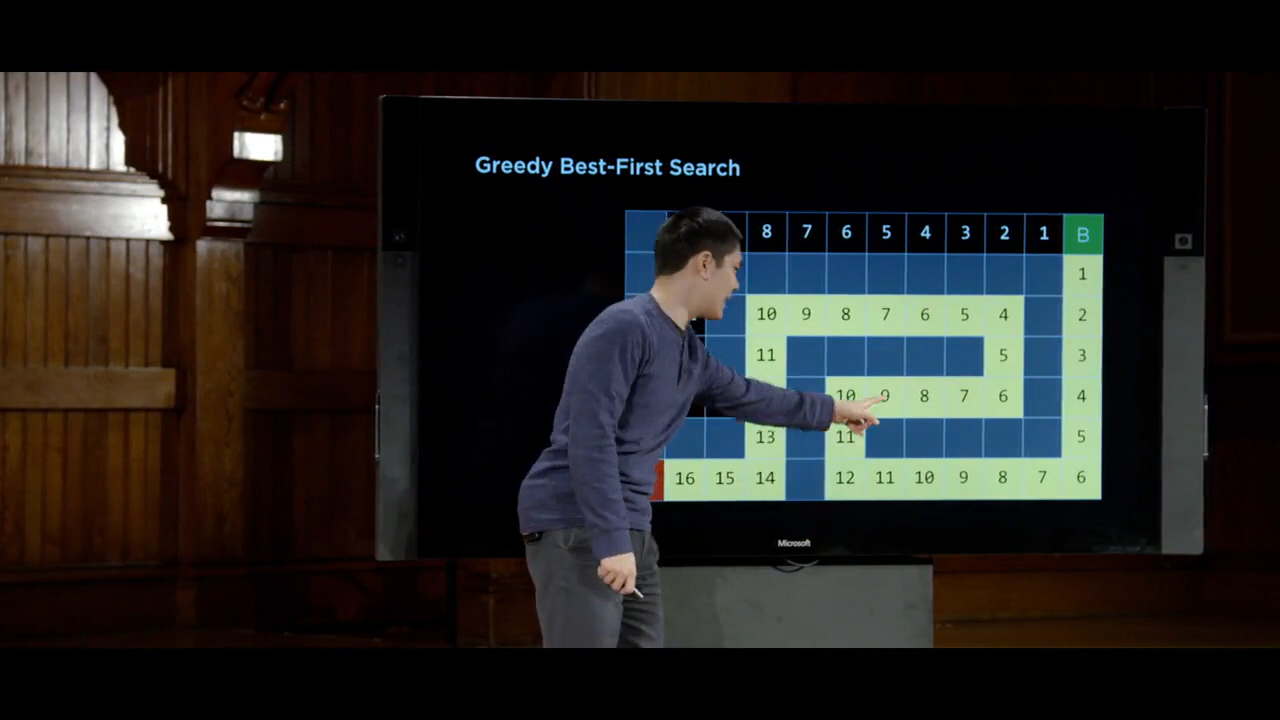 Greedy Best-First Search
8 7 6 5 4 3 2 1 B
1
10 9 8 7 6 5 4 2
11 5 3
10 9 8 7 6 4
13 11 5
16 15 14 12 11 10 9 8 7 6
Microsoft